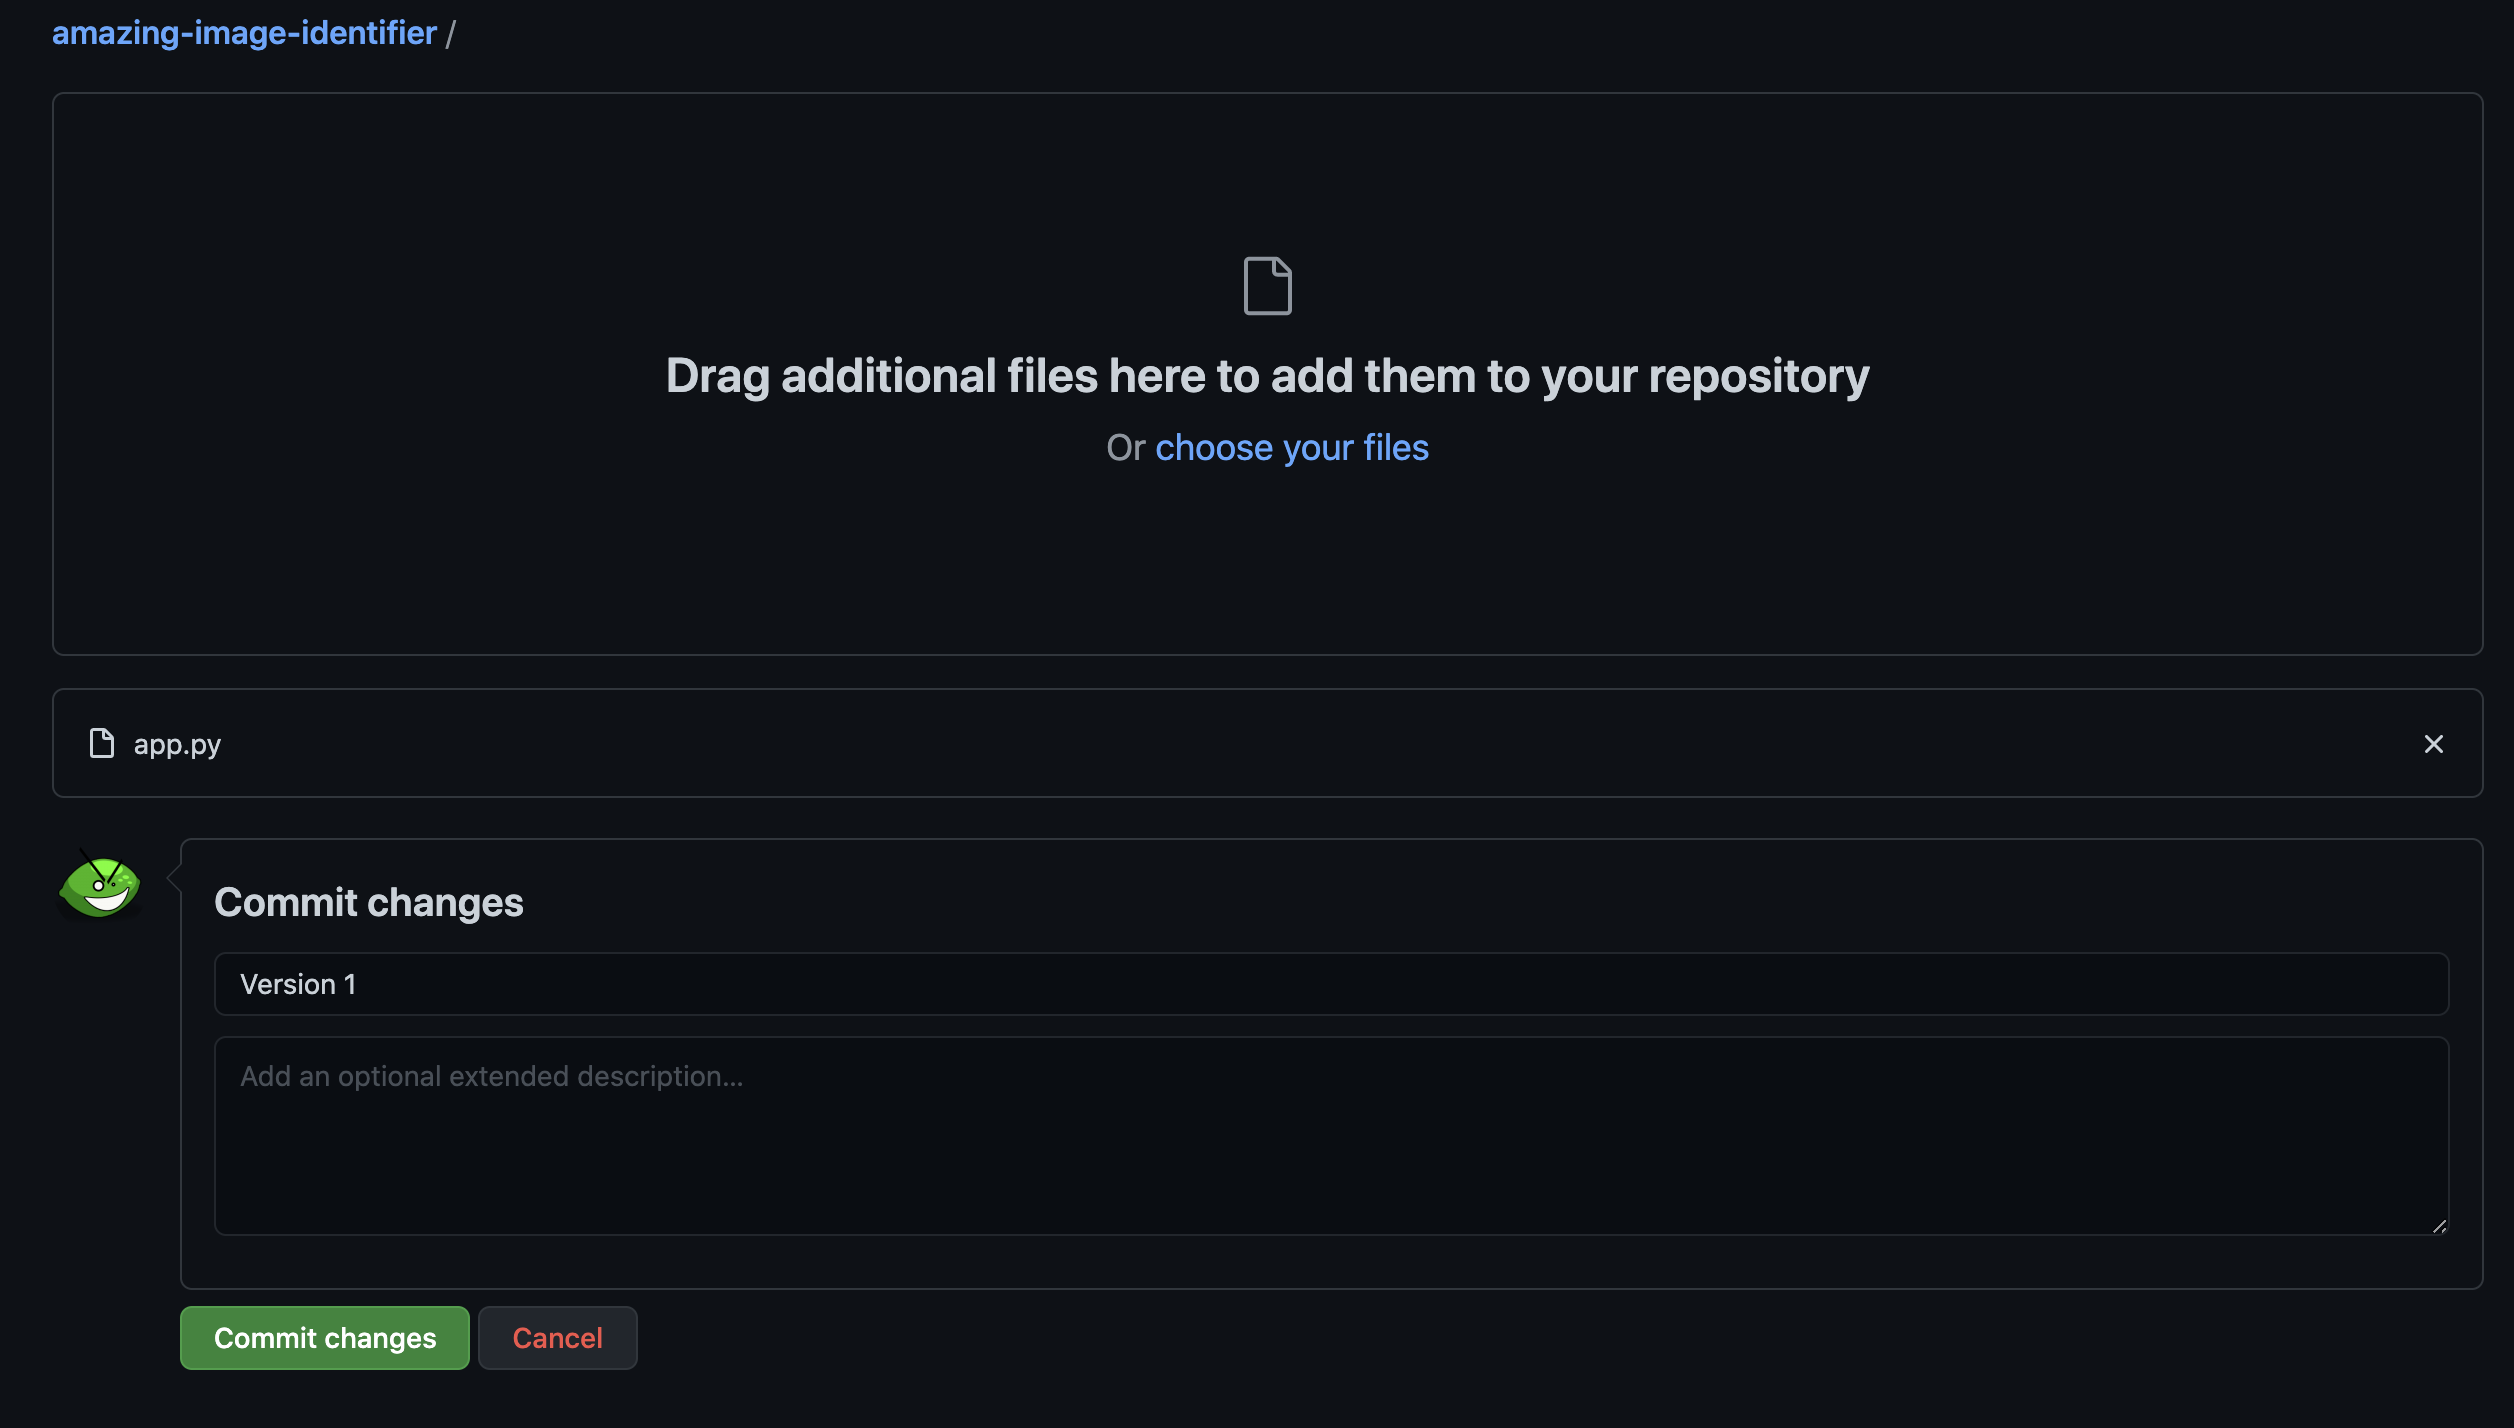 amazing-image-identifier /
Drag additional files here to add them to your repository
Or choose your files
app.py
Commit changes
Version 1
Add an optional extended description...
Commit changes
Cancel